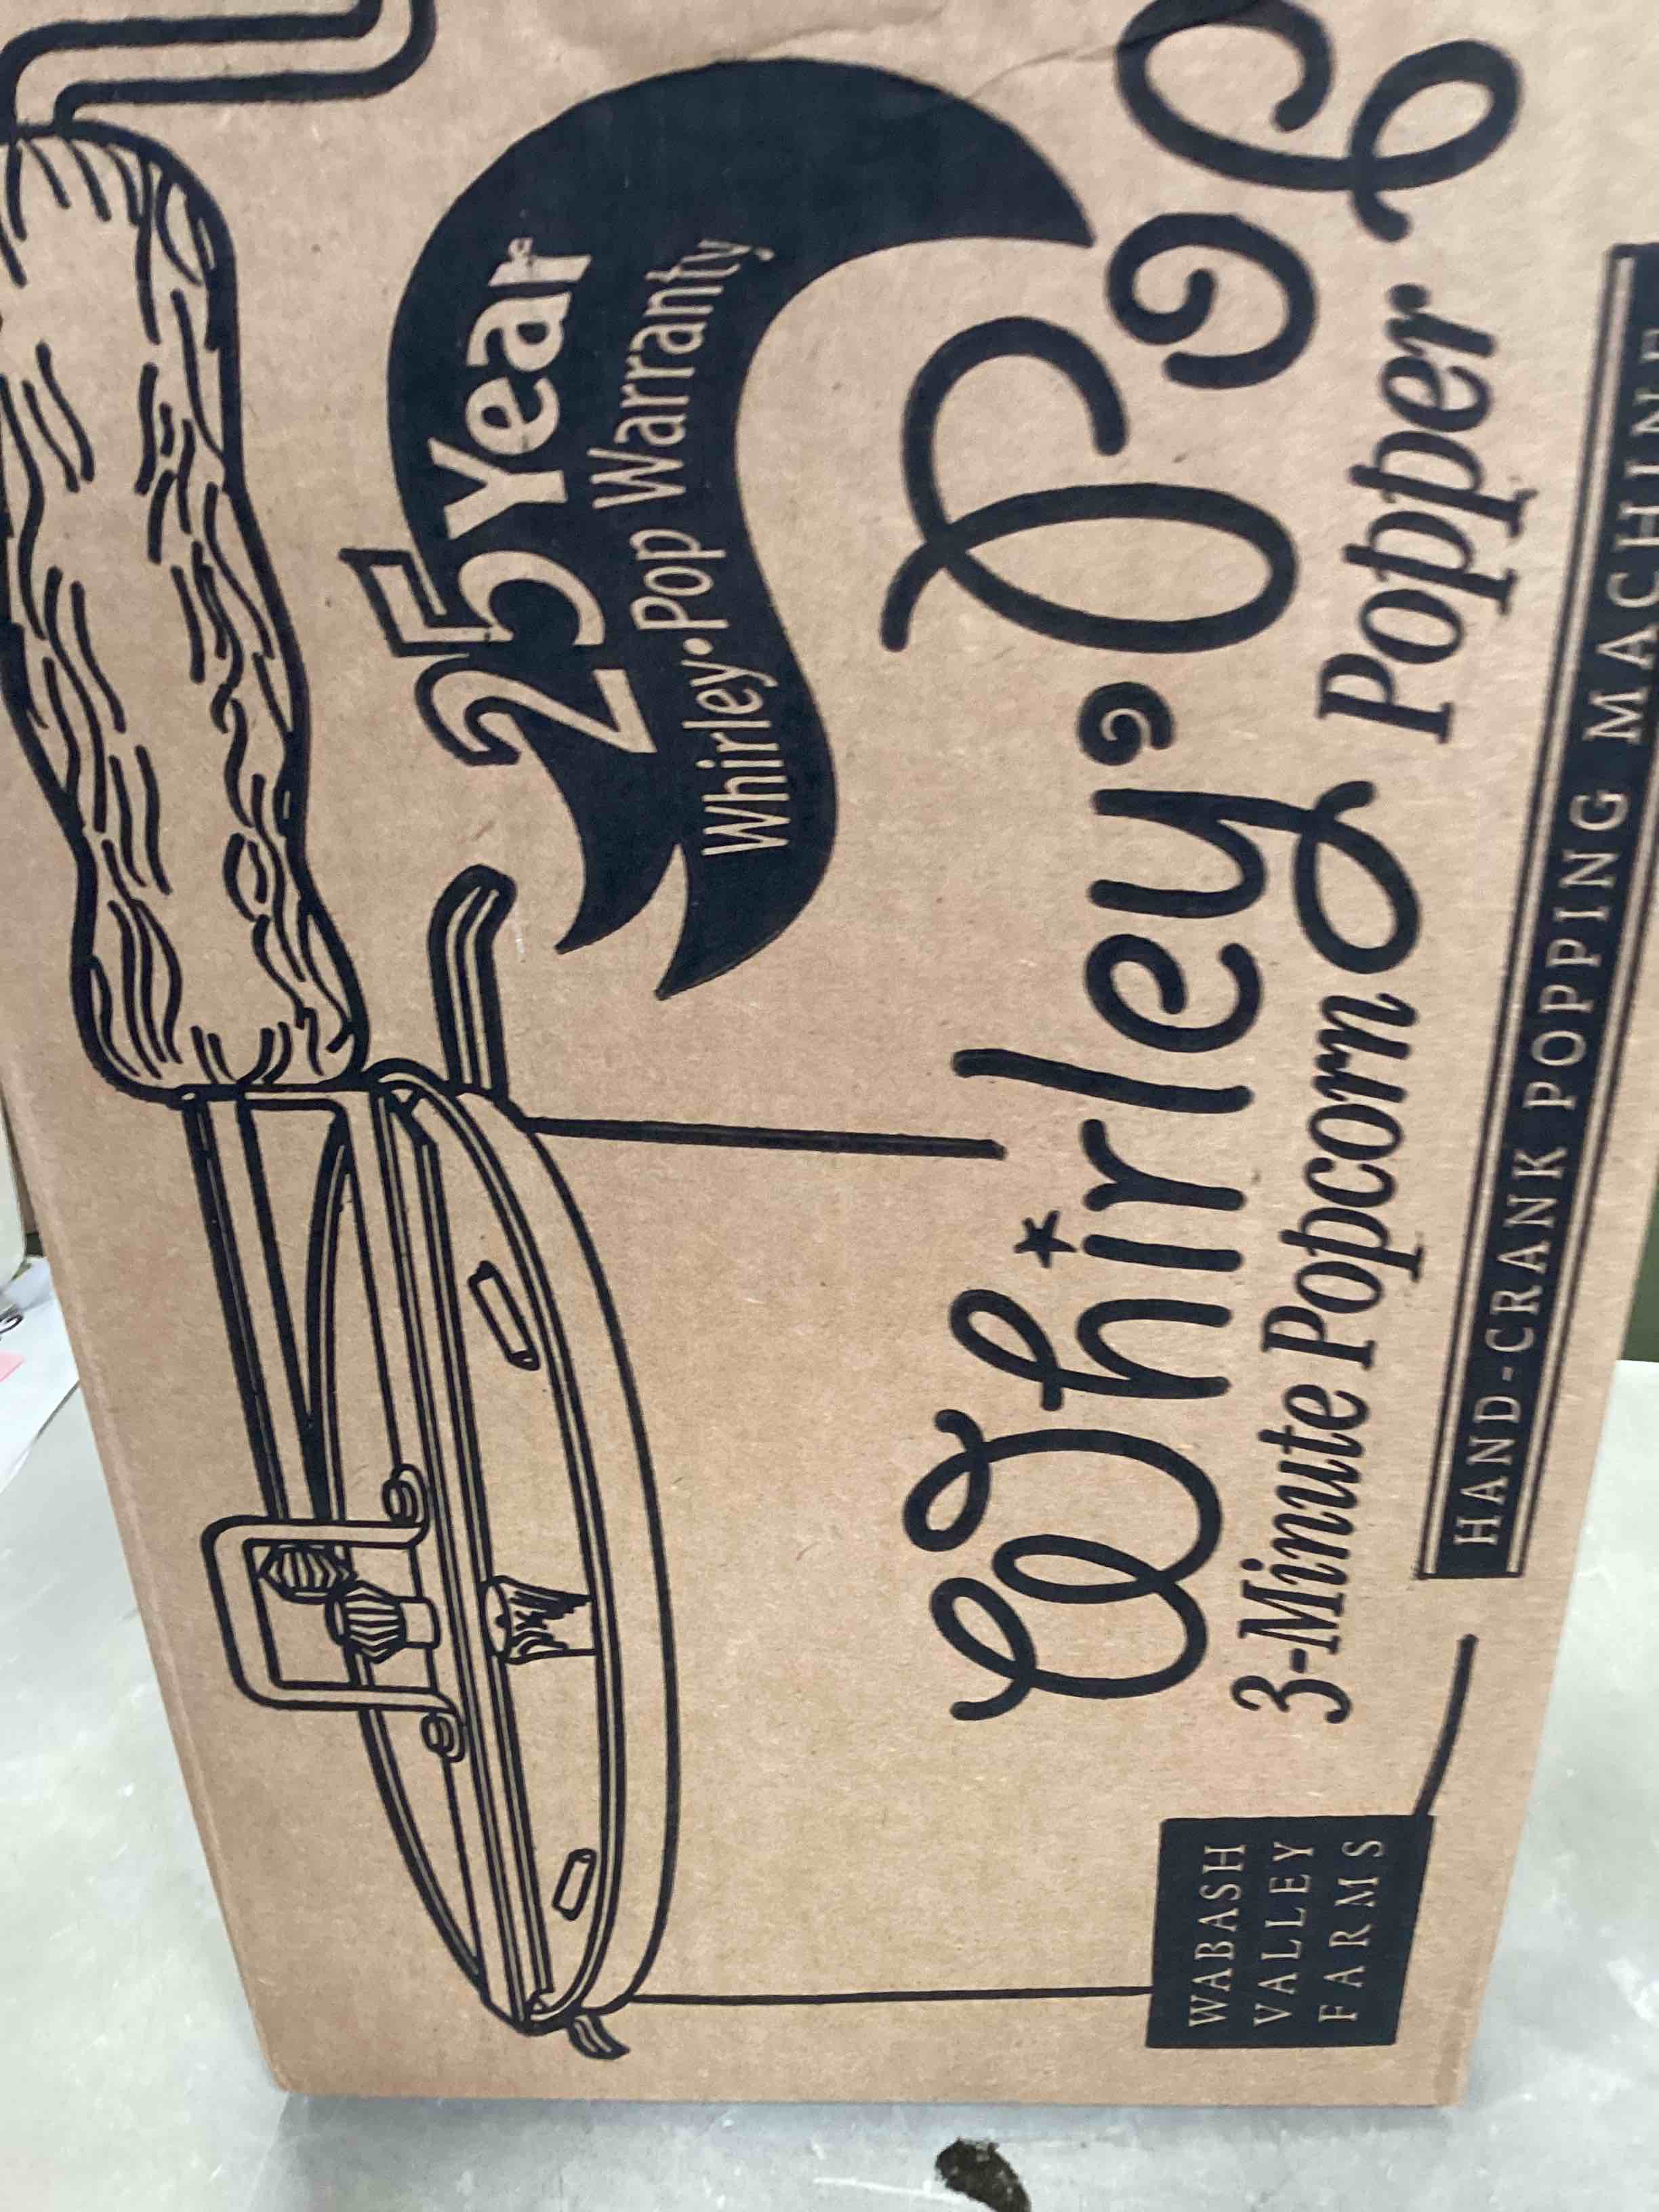 25 Year
Whirley•Pop Warranty
Whirley Pop
3-Minute Popcorn Popper
HAND-CRANK POPPING MACHINE
WABASH
VALLEY
FARMS